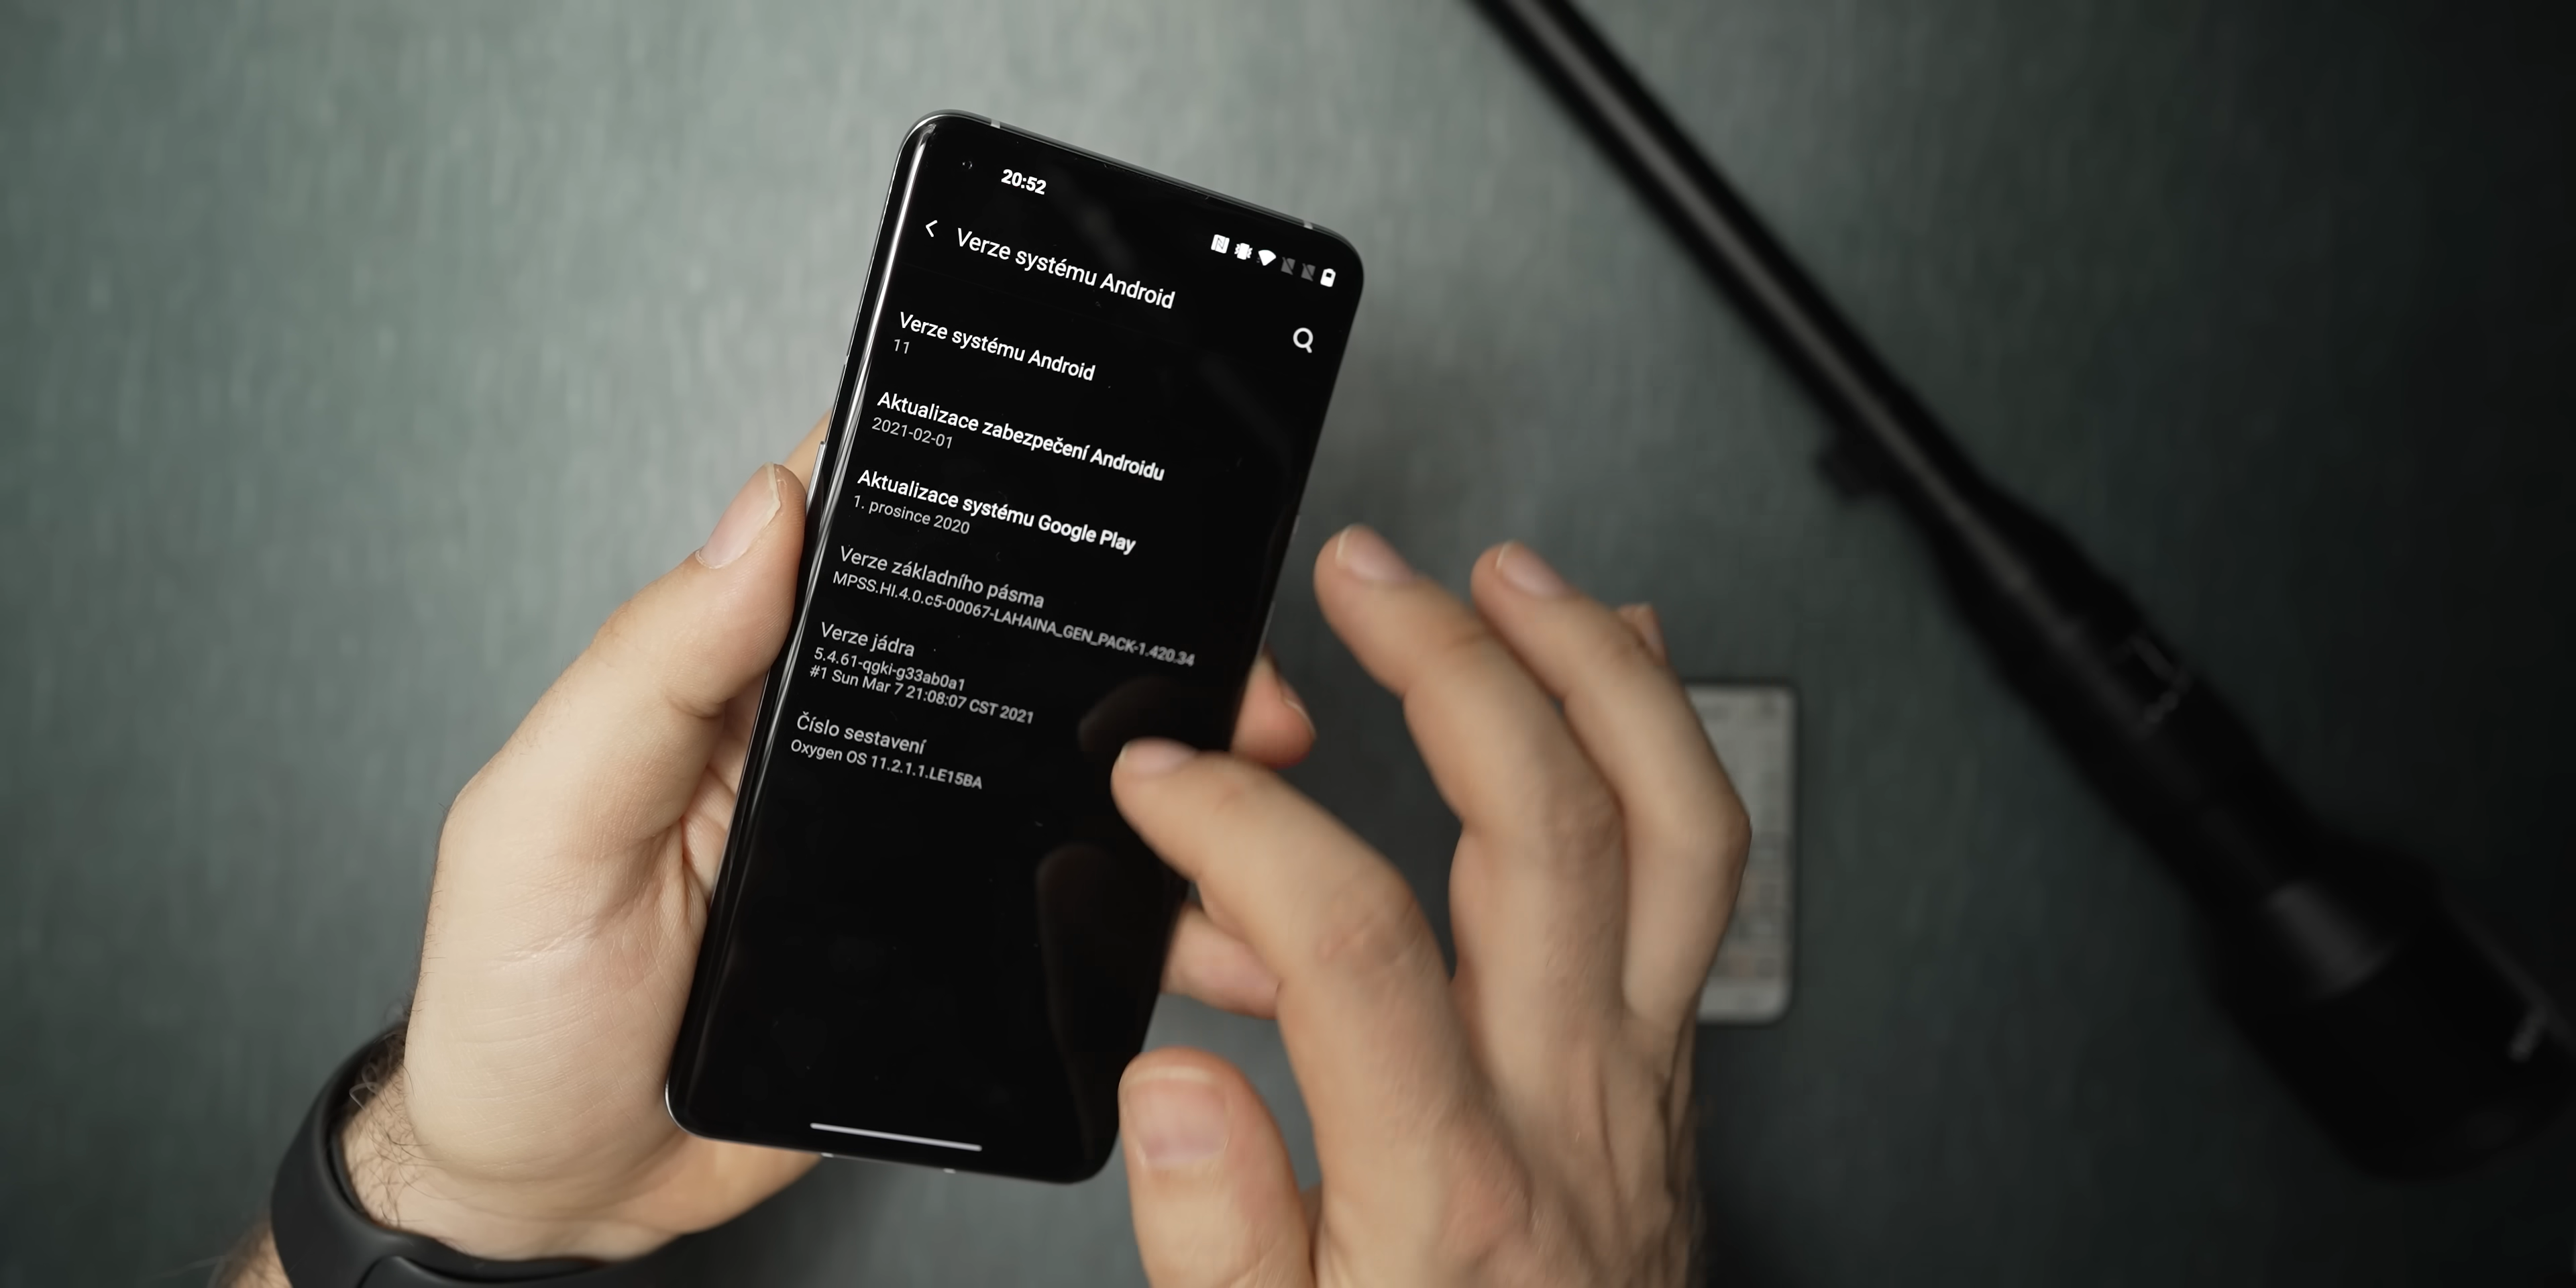 20:52
Verze systému Android
Verze systému Android
11
Aktualizace zabezpečení Androidu
2021-02-01
Aktualizace systému Google Play
1. prosince 2020
Verze základního pásma
MPSS.HI.4.0.c5-00067-LAHAINA_GEN_PACK-1.420.34
Verze jádra
5.4.61-qgki-g33ab0a1
#1 Sun Mar 7 21:08:07 CST 2021
Číslo sestavení
Oxygen OS 11.2.1.1.LE15BA